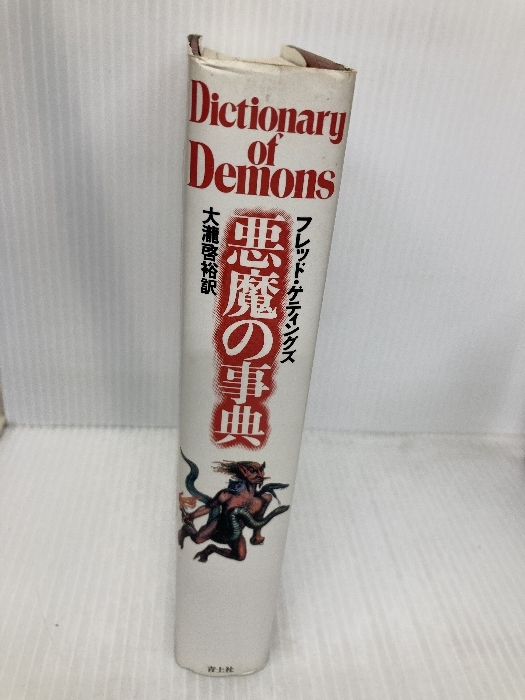 Dictionary
of
Demons
フレッド・ゲティングス
大瀧啓裕訳
悪魔の事典
青土社